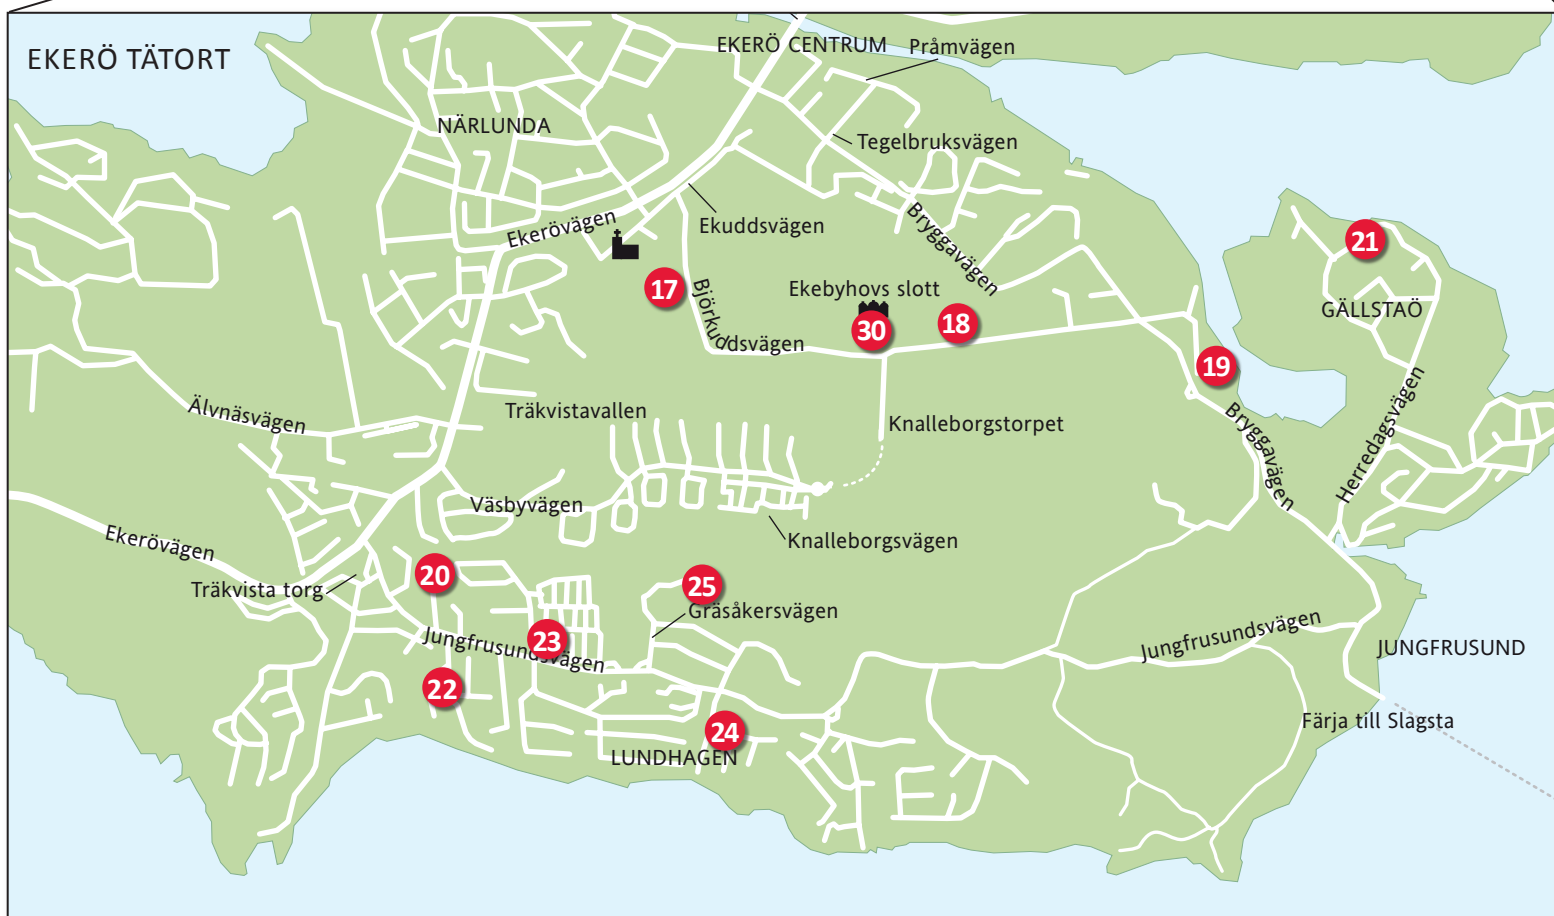 EKERÖ TÄTORT
EKERÖ CENTRUM
Pråmvägen
NÄRLUNDA
Tegelbruksvägen
Ekerövägen
Ekuddsvägen
Bryggavägen
21
17
Björkuddsvägen
Ekebyhovs slott
30
18
GÄLLSTAÖ
19
Älvnäsvägen
Träkvistavallen
Knalleborgstorpet
Bryggavägen
Herredagsvägen
Väsbyvägen
Ekerövägen
Knalleborgsvägen
Träkvista torg
20
25
Gräsåkersvägen
23
Jungfrusundsvägen
Jungfrusundsvägen
JUNGFRUSUND
22
24
LUNDHAGEN
Färja till Slagsta